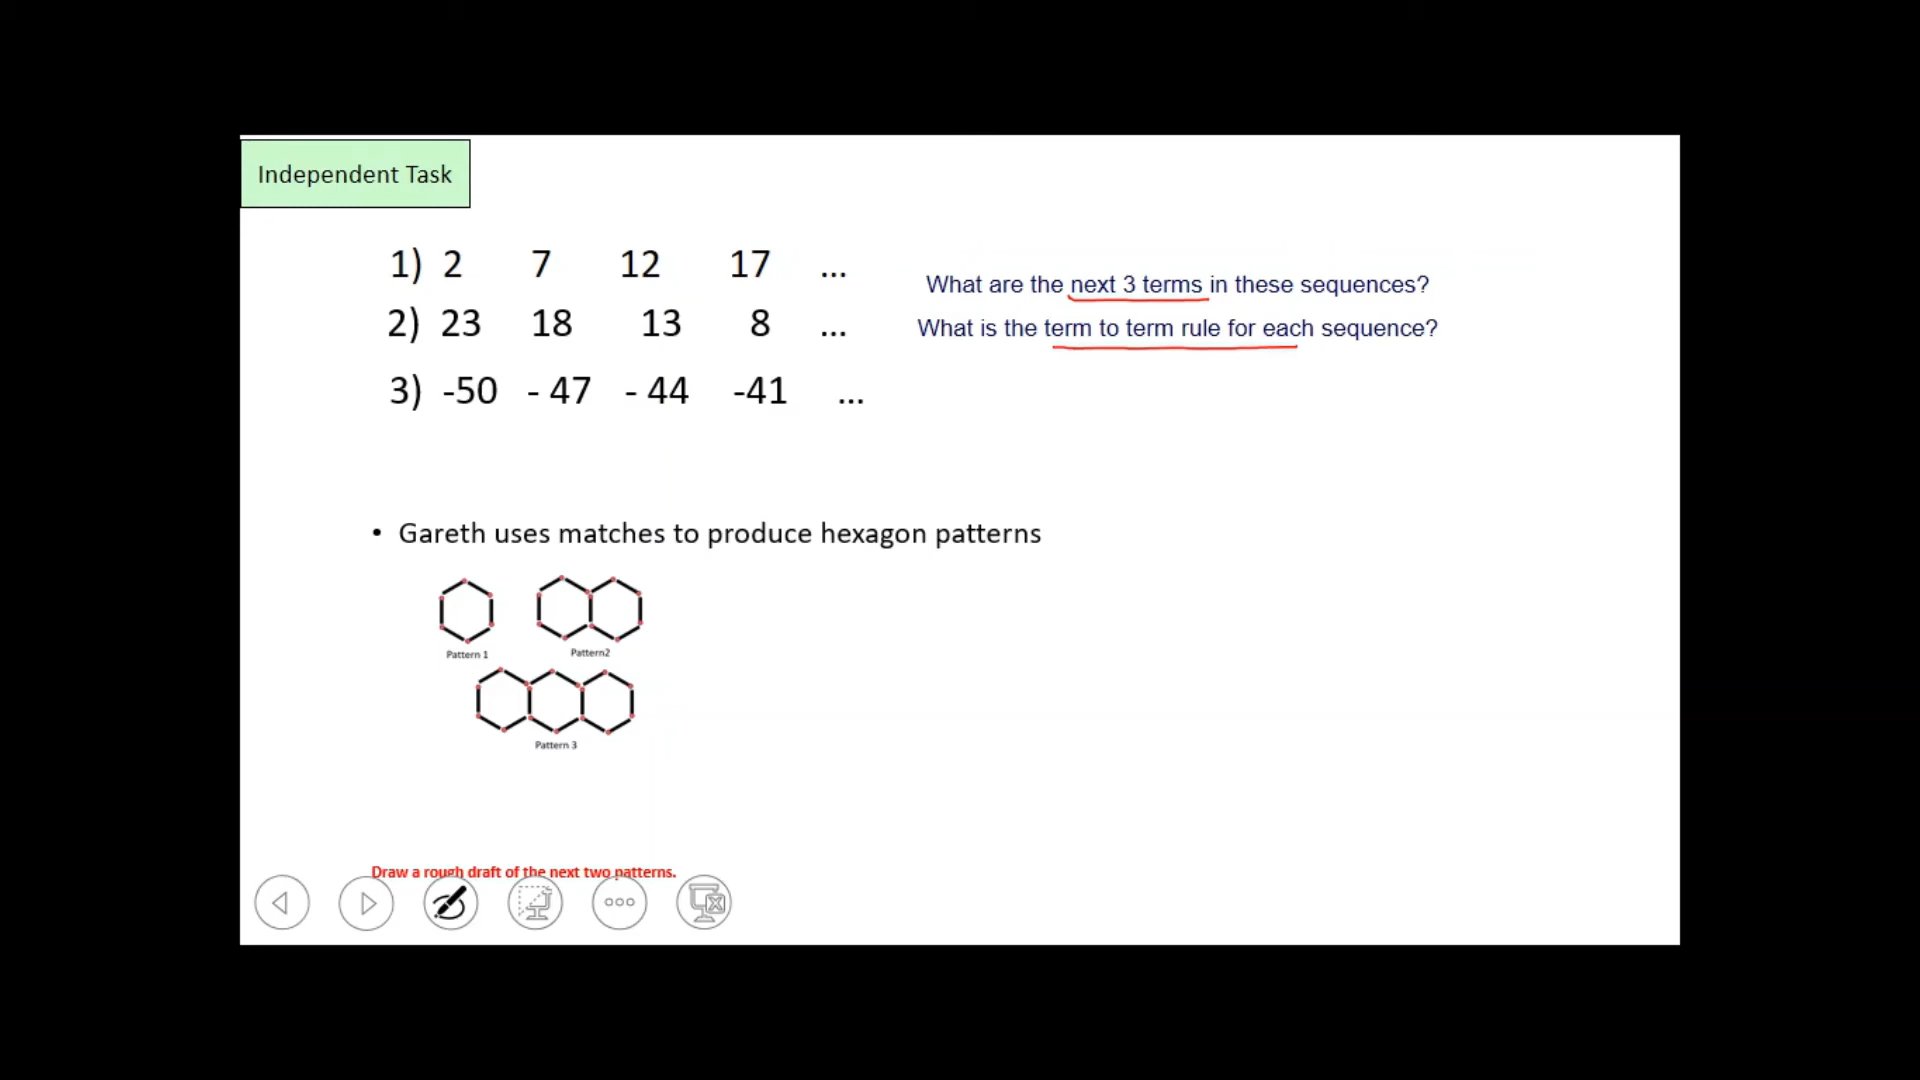 Independent Task
1) 2 7 12 17 ...
What are the next 3 terms in these sequences?
2) 23 18 13 8 ...
What is the term to term rule for each sequence?
3) -50 - 47 - 44 -41 ...
• Gareth uses matches to produce hexagon patterns
Pattern 1
Pattern2
Pattern 3
Draw a rough draft of the next two patterns.